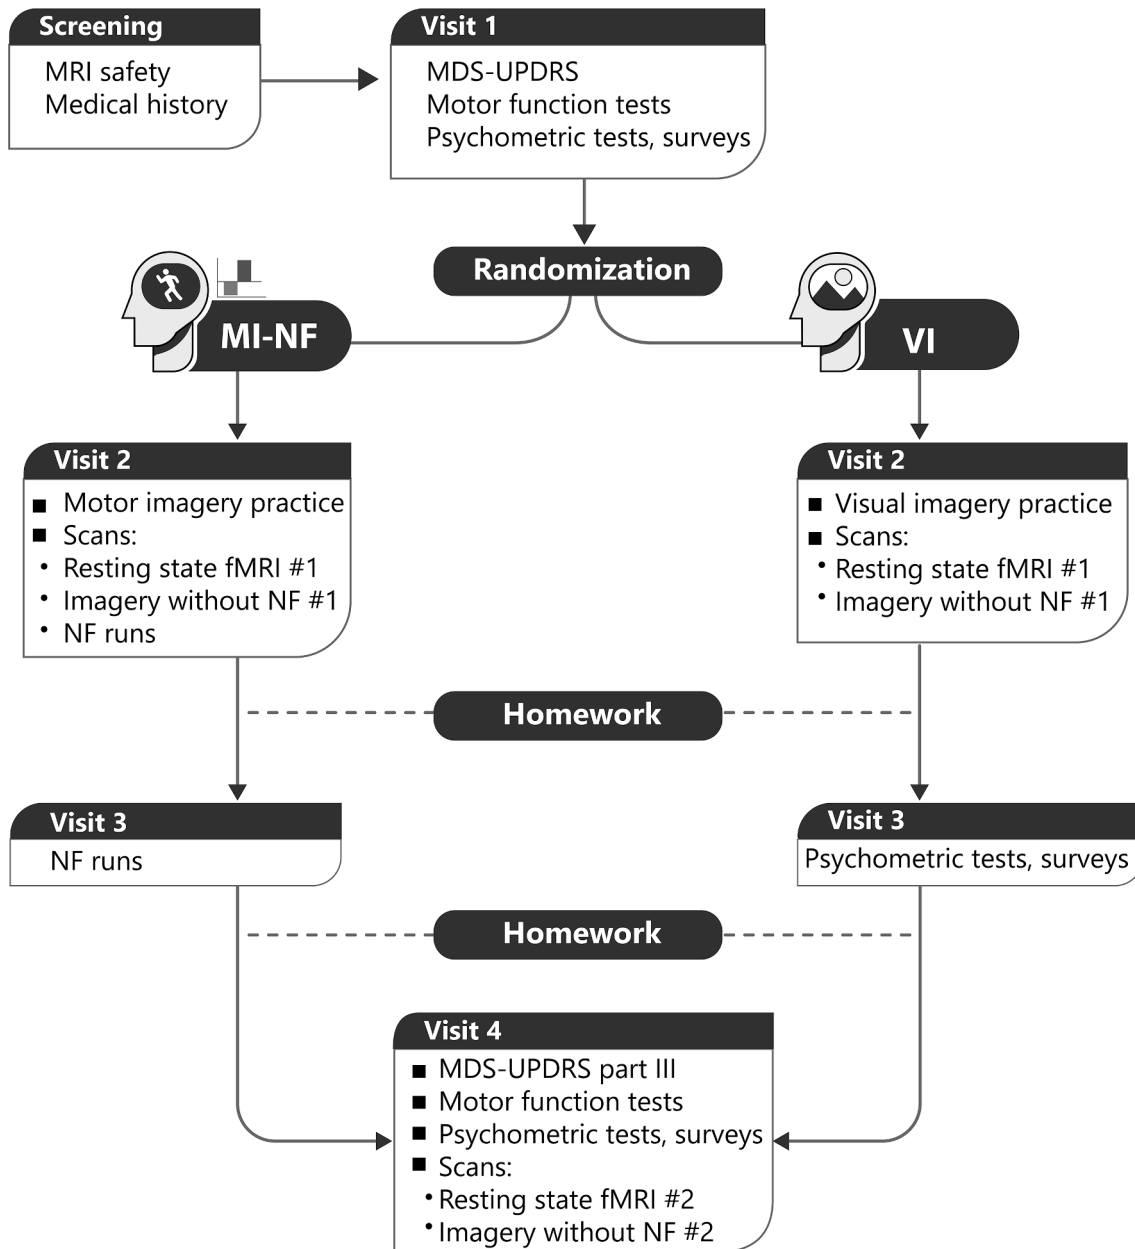 Screening
MRI safety
Medical history
Visit 1
MDS-UPDRS
Motor function tests
Psychometric tests, surveys
Randomization
MI-NF
VI
Visit 2
■ Motor imagery practice
■ Scans:
• Resting state fMRI #1
• Imagery without NF #1
• NF runs
Visit 2
■ Visual imagery practice
■ Scans:
• Resting state fMRI #1
• Imagery without NF #1
Homework
Visit 3
NF runs
Visit 3
Psychometric tests, surveys
Homework
Visit 4
■ MDS-UPDRS part III
■ Motor function tests
■ Psychometric tests, surveys
■ Scans:
• Resting state fMRI #2
• Imagery without NF #2